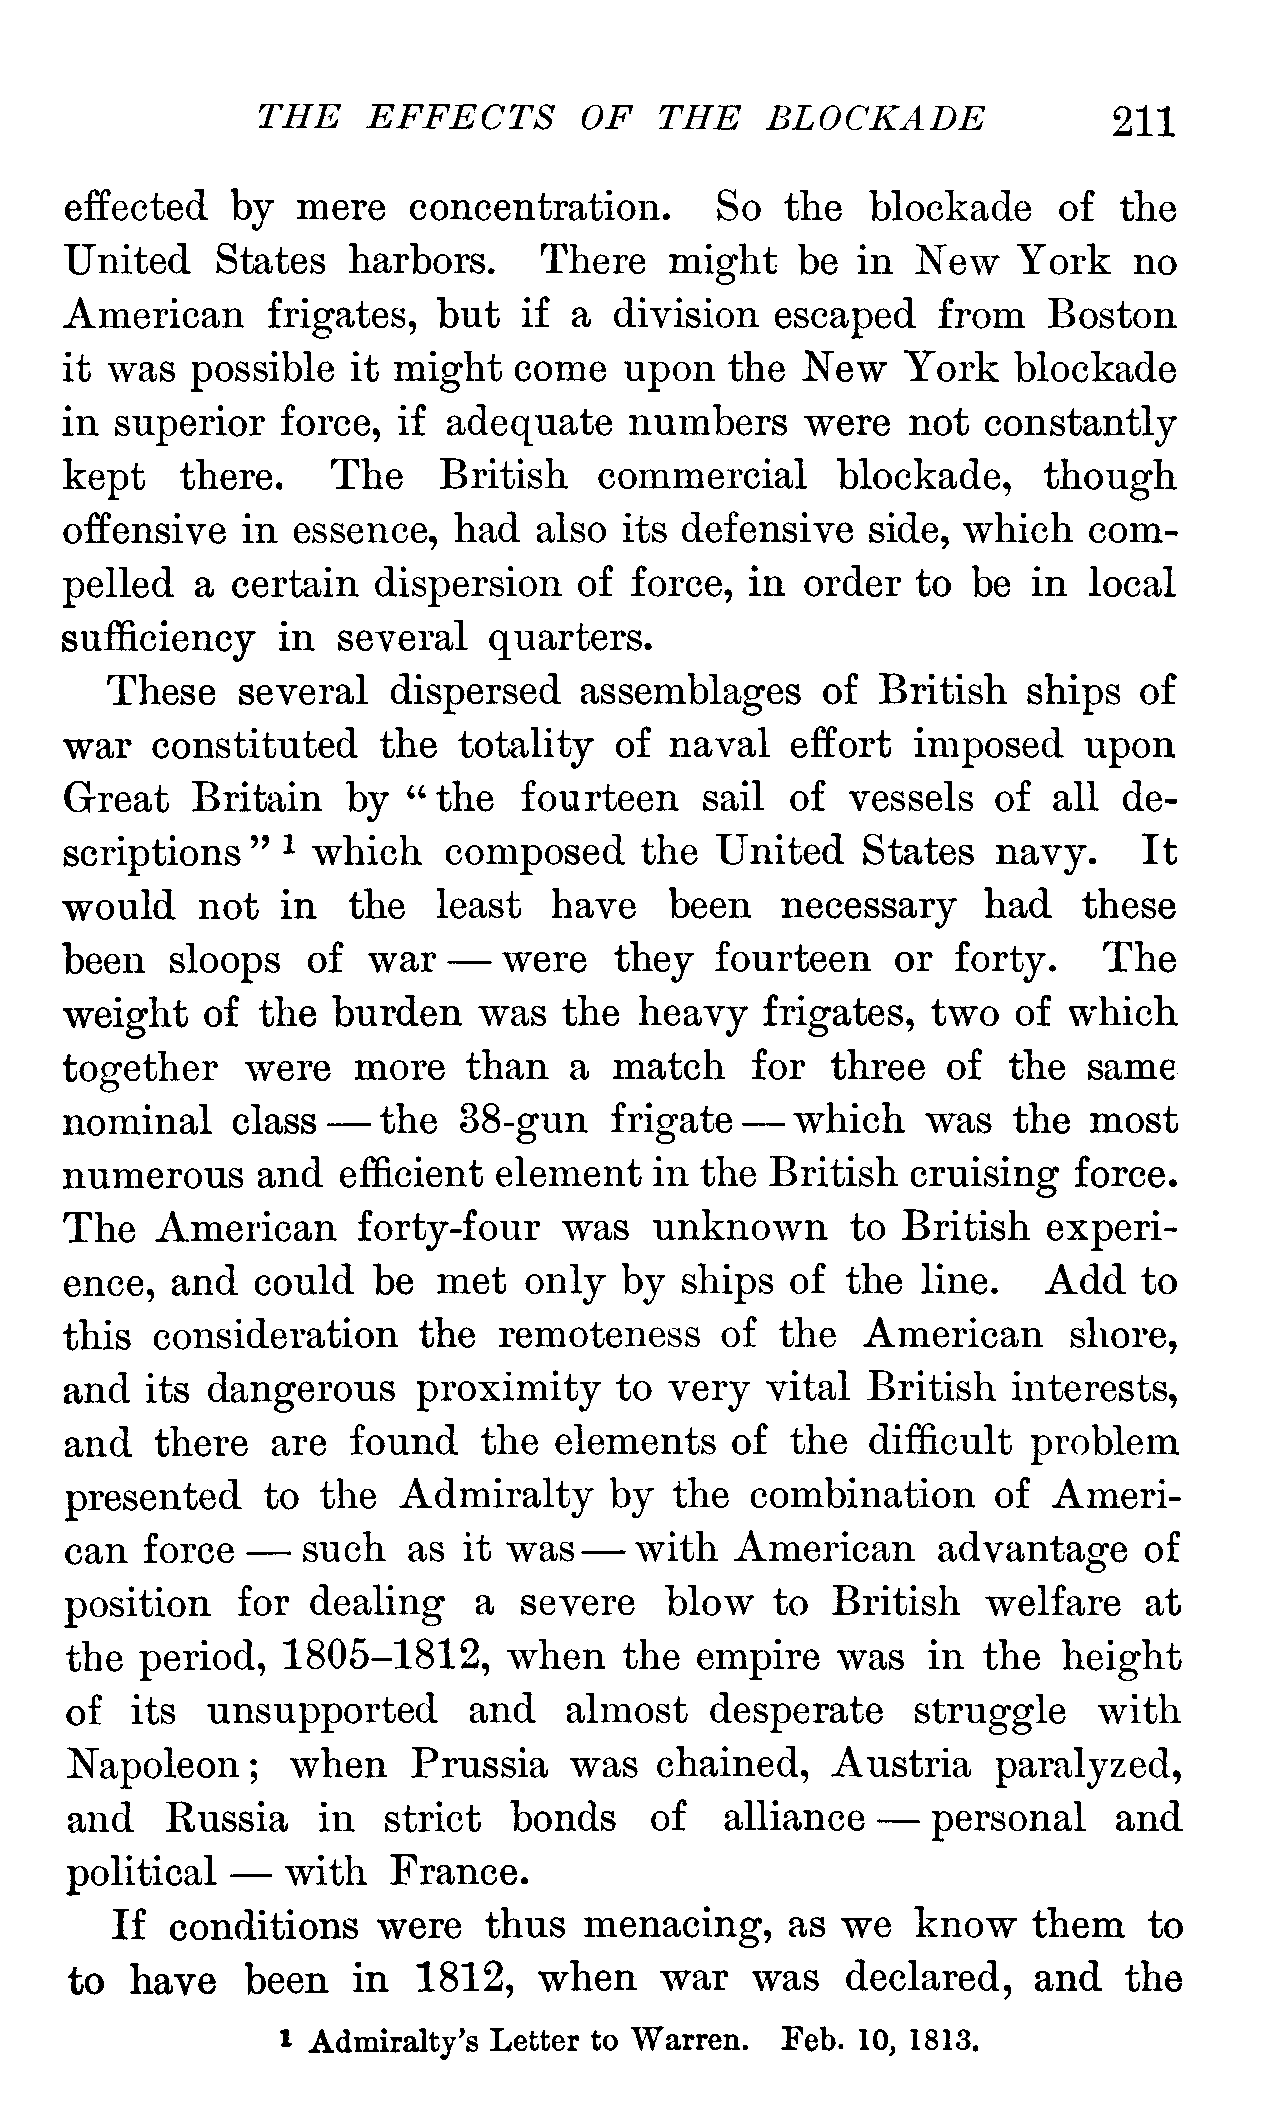 THE EFFECTS OF THE BLOCKADE 211
effected by mere concentration. So the blockade of the
United States harbors. There might be in New York no
American frigates, but if a division escaped from Boston
it was possible it might come upon the New York blockade
in superior force, if adequate numbers were not constantly
kept there. The British commercial blockade, though
offensive in essence, had also its defensive side, which com-
pelled a certain dispersion of force, in order to be in local
sufficiency in several quarters.
These several dispersed assemblages of British ships of
war constituted the totality of naval effort imposed upon
Great Britain by “the fourteen sail of vessels of all de-
scriptions” ¹ which composed the United States navy. It
would not in the least have been necessary had these
been sloops of war — were they fourteen or forty. The
weight of the burden was the heavy frigates, two of which
together were more than a match for three of the same
nominal class — the 38-gun frigate — which was the most
numerous and efficient element in the British cruising force.
The American forty-four was unknown to British experi-
ence, and could be met only by ships of the line. Add to
this consideration the remoteness of the American shore,
and its dangerous proximity to very vital British interests,
and there are found the elements of the difficult problem
presented to the Admiralty by the combination of Ameri-
can force — such as it was — with American advantage of
position for dealing a severe blow to British welfare at
the period, 1805–1812, when the empire was in the height
of its unsupported and almost desperate struggle with
Napoleon; when Prussia was chained, Austria paralyzed,
and Russia in strict bonds of alliance — personal and
political — with France.
If conditions were thus menacing, as we know them to
to have been in 1812, when war was declared, and the
¹ Admiralty’s Letter to Warren. Feb. 10, 1813.